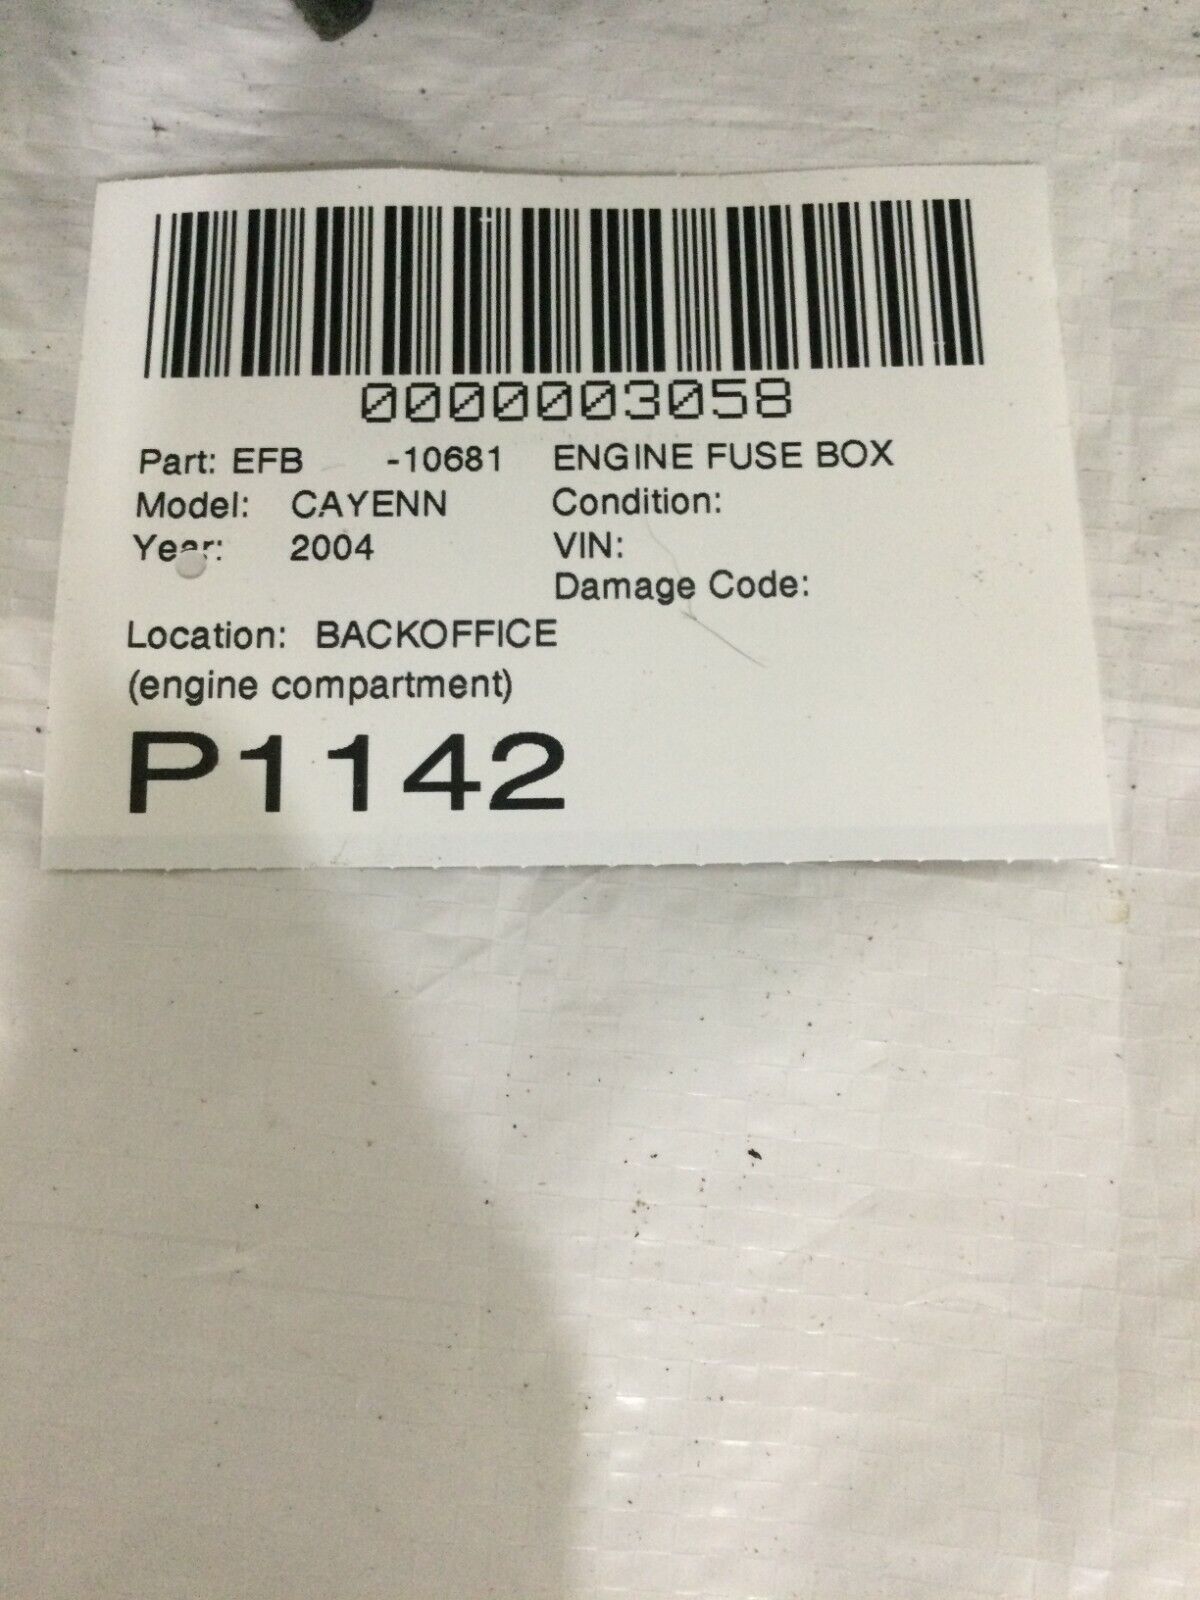 0000003058
Part: EFB -10681 ENGINE FUSE BOX
Model: CAYENN Condition:
Year: 2004 VIN:
Damage Code:
Location: BACKOFFICE
(engine compartment)
P1142